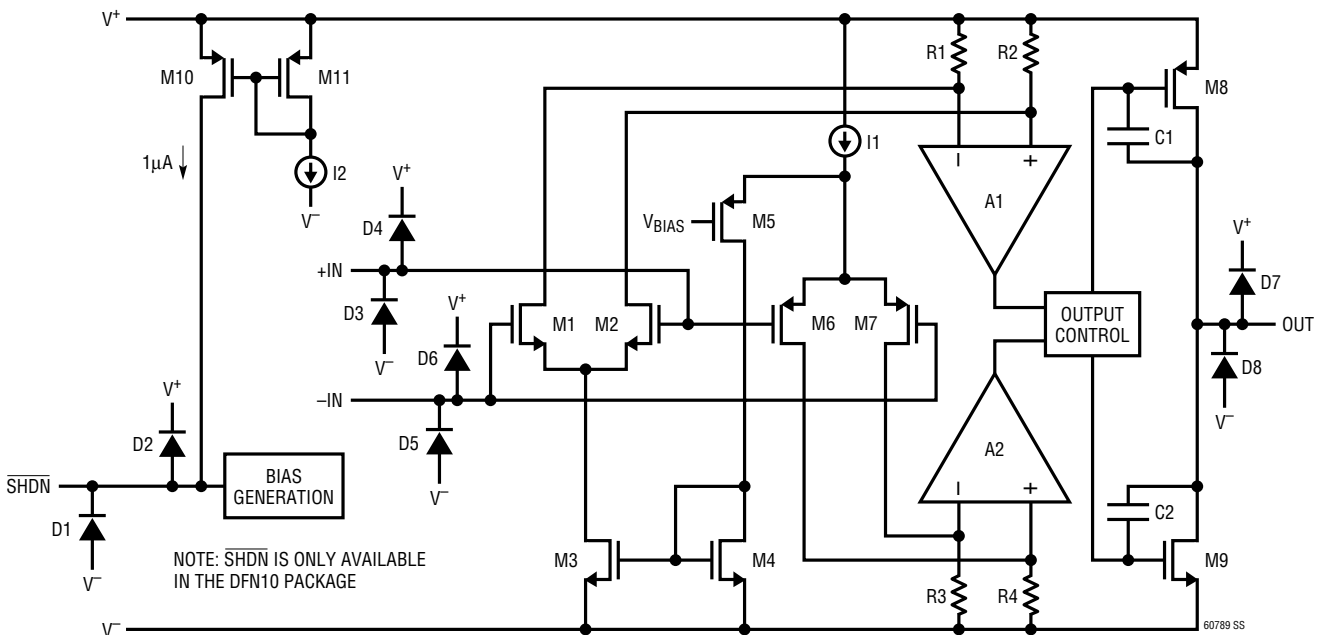 V+
R1
R2
M10
M11
M8
I1
C1
1µA
I2
V+
V–
A1
D4
VBIAS
M5
V+
+IN
D7
D3
V+
M1
M2
M6
M7
OUTPUT
CONTROL
OUT
V–
D6
D8
–IN
V+
V–
D5
A2
D2
V–
SHDN
BIAS
GENERATION
C2
D1
NOTE: SHDN IS ONLY AVAILABLE
IN THE DFN10 PACKAGE
M3
M4
M9
V–
R3
R4
V–
60789 SS